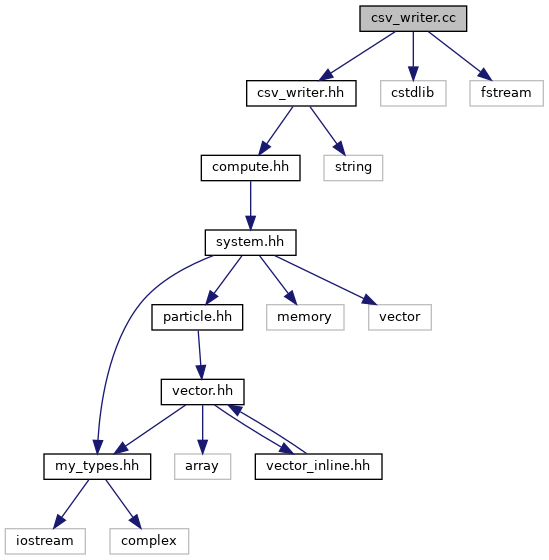 csv_writer.cc
csv_writer.hh
cstdlib
fstream
compute.hh
string
system.hh
particle.hh
memory
vector
vector.hh
my_types.hh
array
vector_inline.hh
iostream
complex